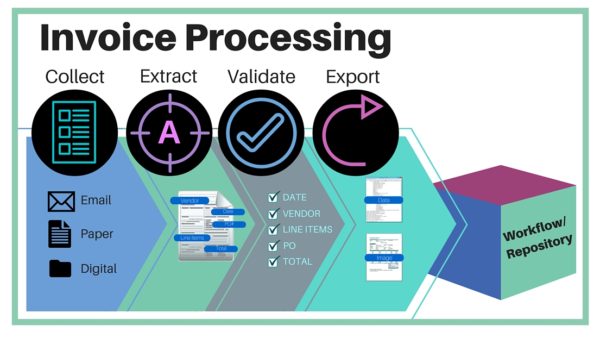 Invoice Processing
Collect
Extract
Validate
Export
A
Email
Paper
Digital
Vendor
Date
PO#
Line Items
Total
DATE
VENDOR
LINE ITEMS
PO
TOTAL
Data
Image
Workflow/
Repository